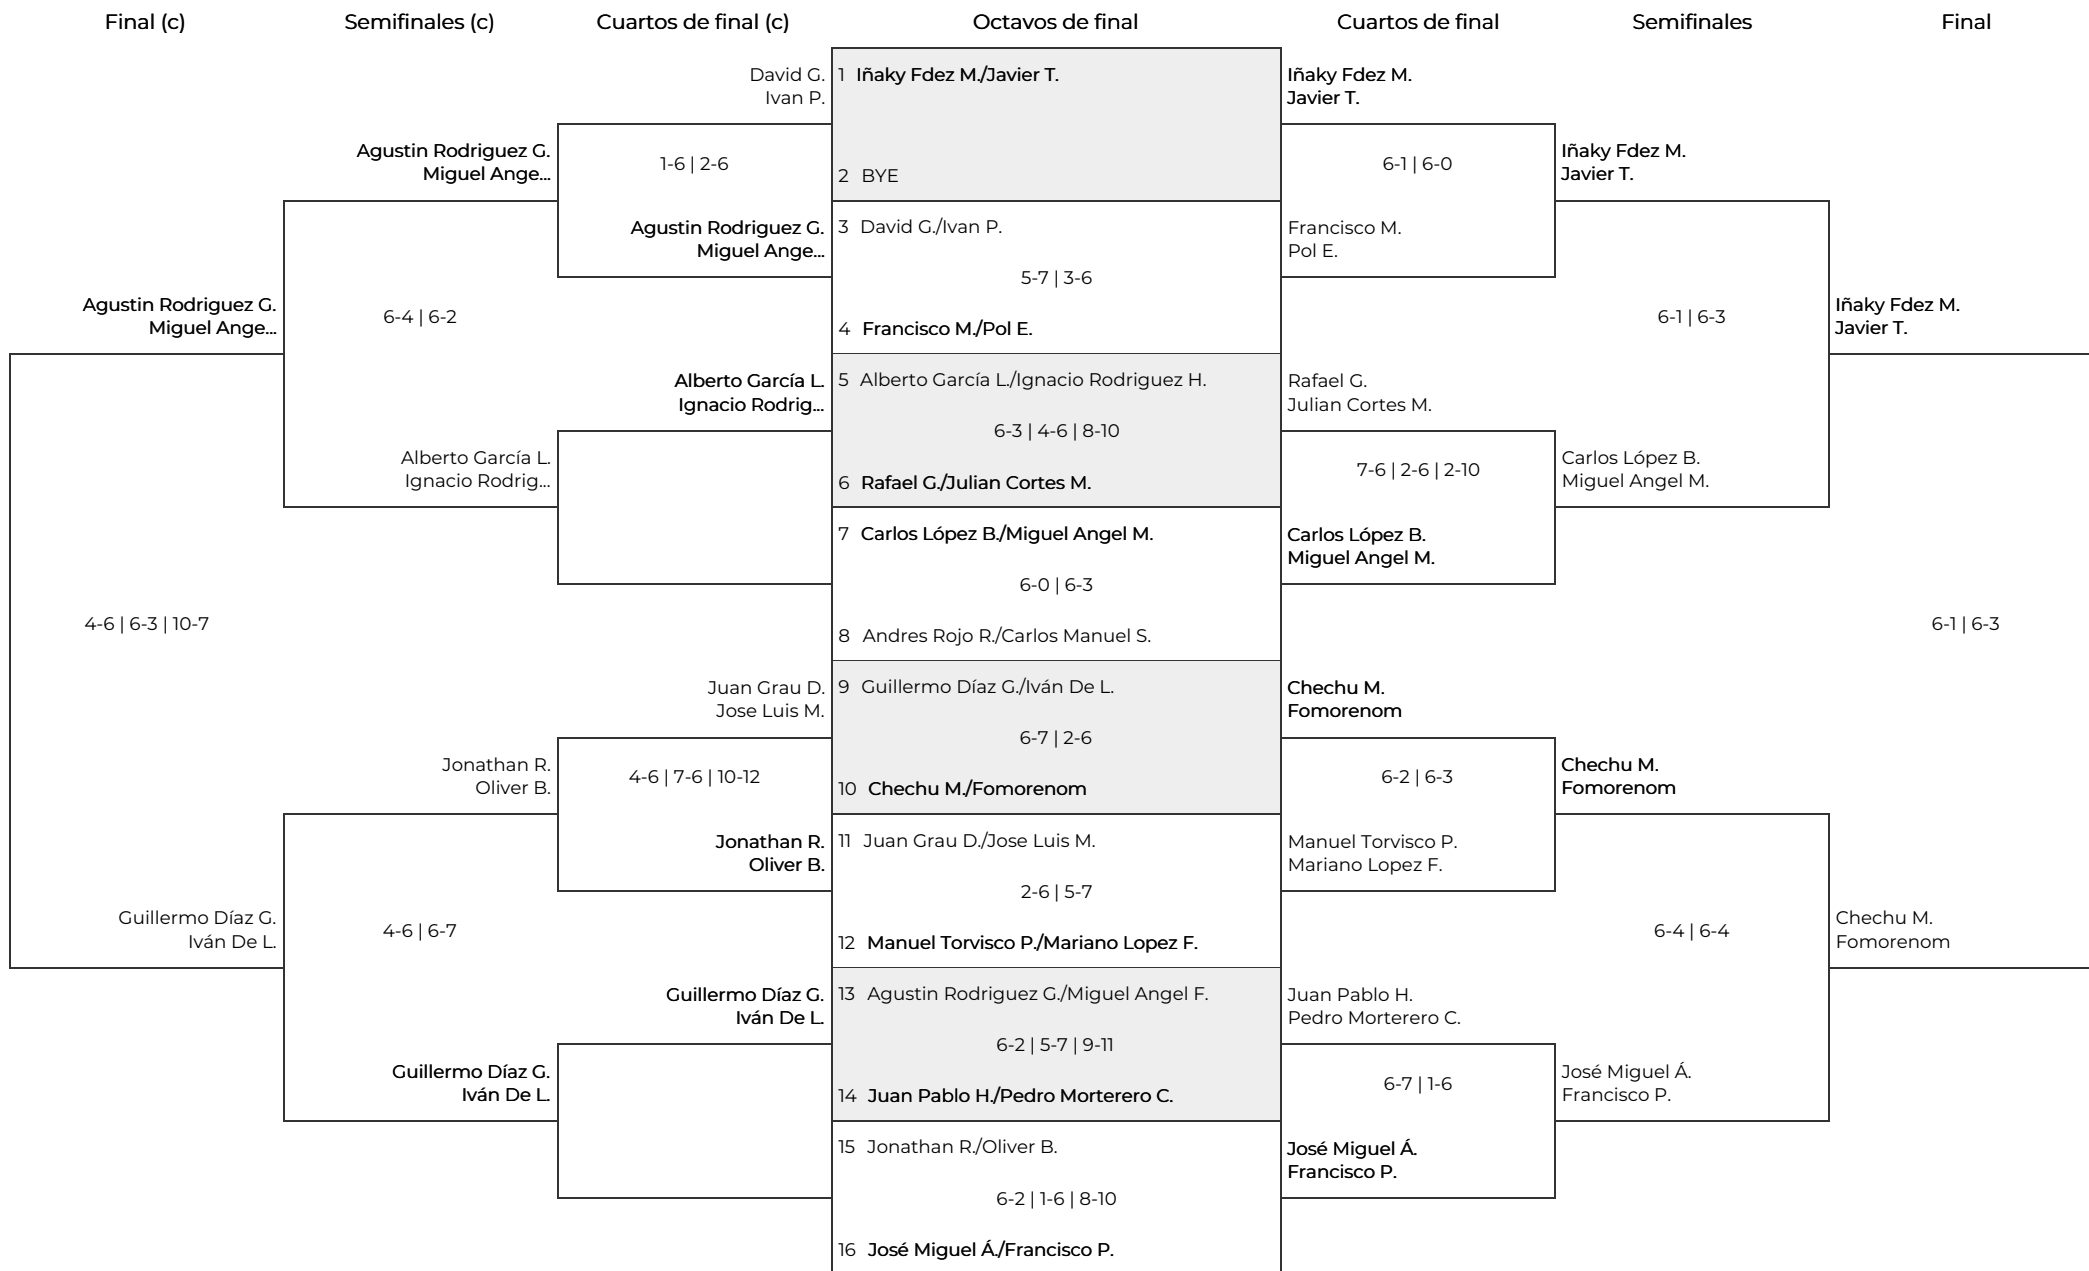 Final (c)
Semifinales (c)
Cuartos de final (c)
Octavos de final
Cuartos de final
Semifinales
Final
Agustin Rodriguez G.
Miguel Ange...
4-6 | 6-3 | 10-7
Guillermo Díaz G.
Iván De L.
Agustin Rodriguez G.
Miguel Ange...
6-4 | 6-2
Alberto García L.
Ignacio Rodrig...
Jonathan R.
Oliver B.
4-6 | 6-7
Guillermo Díaz G.
Iván De L.
David G.
Ivan P.
1-6 | 2-6
Agustin Rodriguez G.
Miguel Ange...
Alberto García L.
Ignacio Rodrig...
Juan Grau D.
Jose Luis M.
4-6 | 7-6 | 10-12
Jonathan R.
Oliver B.
Guillermo Díaz G.
Iván De L.
1 Iñaky Fdez M./Javier T.
2 BYE
3 David G./Ivan P.
5-7 | 3-6
4 Francisco M./Pol E.
5 Alberto García L./Ignacio Rodriguez H.
6-3 | 4-6 | 8-10
6 Rafael G./Julian Cortes M.
7 Carlos López B./Miguel Angel M.
6-0 | 6-3
8 Andres Rojo R./Carlos Manuel S.
9 Guillermo Díaz G./Iván De L.
6-7 | 2-6
10 Chechu M./Fomorenom
11 Juan Grau D./Jose Luis M.
2-6 | 5-7
12 Manuel Torvisco P./Mariano Lopez F.
13 Agustin Rodriguez G./Miguel Angel F.
6-2 | 5-7 | 9-11
14 Juan Pablo H./Pedro Morterero C.
15 Jonathan R./Oliver B.
6-2 | 1-6 | 8-10
16 José Miguel Á./Francisco P.
Iñaky Fdez M.
Javier T.
6-1 | 6-0
Francisco M.
Pol E.
Rafael G.
Julian Cortes M.
7-6 | 2-6 | 2-10
Carlos López B.
Miguel Angel M.
Chechu M.
Fomorenom
6-2 | 6-3
Manuel Torvisco P.
Mariano Lopez F.
Juan Pablo H.
Pedro Morterero C.
6-7 | 1-6
José Miguel Á.
Francisco P.
Iñaky Fdez M.
Javier T.
6-1 | 6-3
Carlos López B.
Miguel Angel M.
Chechu M.
Fomorenom
6-4 | 6-4
José Miguel Á.
Francisco P.
Iñaky Fdez M.
Javier T.
6-1 | 6-3
Chechu M.
Fomorenom